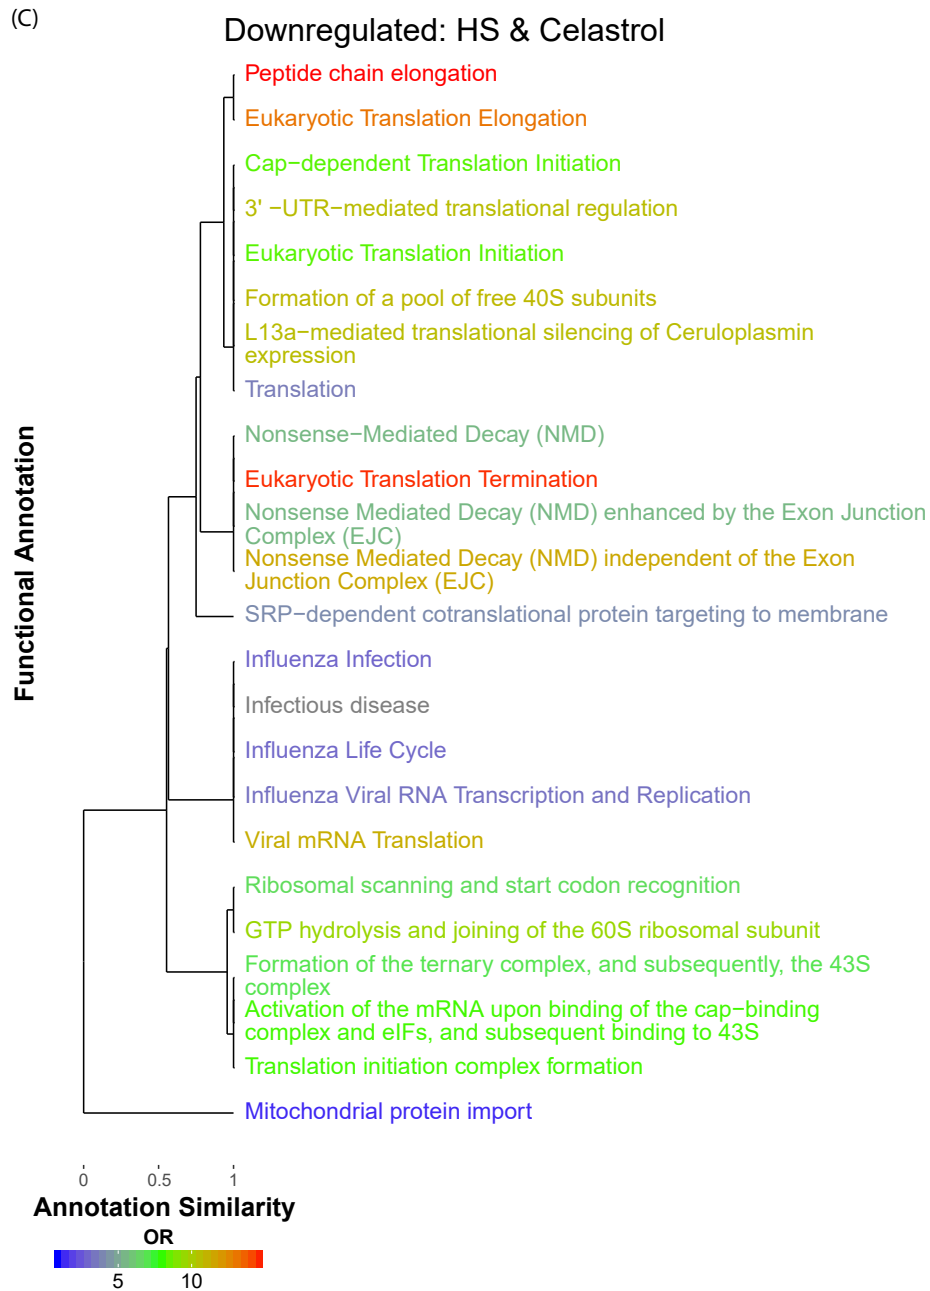 (C)
Downregulated: HS & Celastrol
Peptide chain elongation
Eukaryotic Translation Elongation
Cap−dependent Translation Initiation
3' −UTR−mediated translational regulation
Eukaryotic Translation Initiation
Formation of a pool of free 40S subunits
L13a−mediated translational silencing of Ceruloplasmin
expression
Translation
Nonsense−Mediated Decay (NMD)
Eukaryotic Translation Termination
Nonsense Mediated Decay (NMD) enhanced by the Exon Junction
Complex (EJC)
Nonsense Mediated Decay (NMD) independent of the Exon
Junction Complex (EJC)
SRP−dependent cotranslational protein targeting to membrane
Influenza Infection
Infectious disease
Influenza Life Cycle
Influenza Viral RNA Transcription and Replication
Viral mRNA Translation
Ribosomal scanning and start codon recognition
GTP hydrolysis and joining of the 60S ribosomal subunit
Formation of the ternary complex, and subsequently, the 43S
complex
Activation of the mRNA upon binding of the cap−binding
complex and eIFs, and subsequent binding to 43S
Translation initiation complex formation
Mitochondrial protein import
Functional Annotation
0 0.5 1
Annotation Similarity
OR
5 10